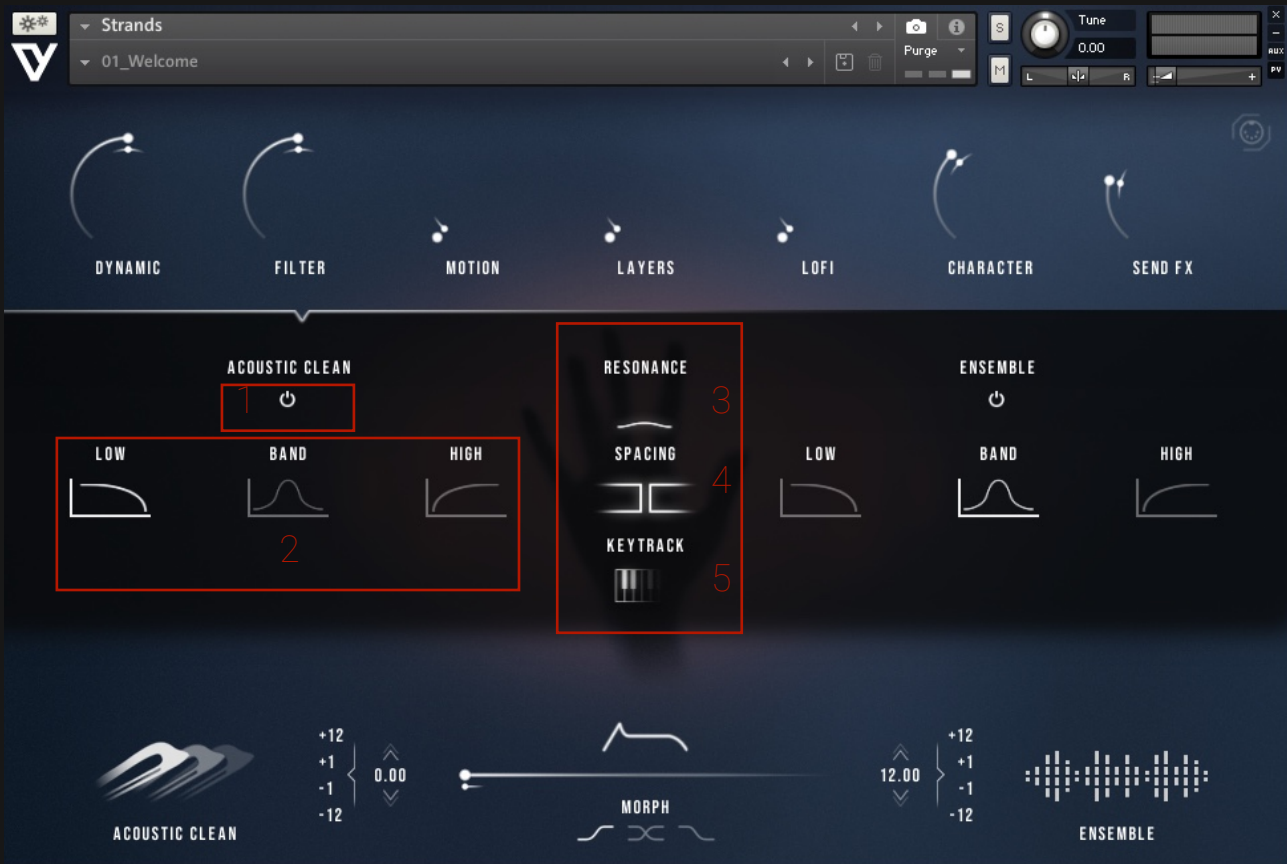 Strands
S
Tune
x
-
Purge
0.00
AUX
01_Welcome
M
L
R
-
+
PV
DYNAMIC
FILTER
MOTION
LAYERS
LOFI
CHARACTER
SEND FX
ACOUSTIC CLEAN
RESONANCE
ENSEMBLE
1
3
LOW
BAND
HIGH
SPACING
LOW
BAND
HIGH
4
2
KEYTRACK
5
+12
+1
-1
-12
0.00
12.00
+12
+1
-1
-12
MORPH
ACOUSTIC CLEAN
ENSEMBLE